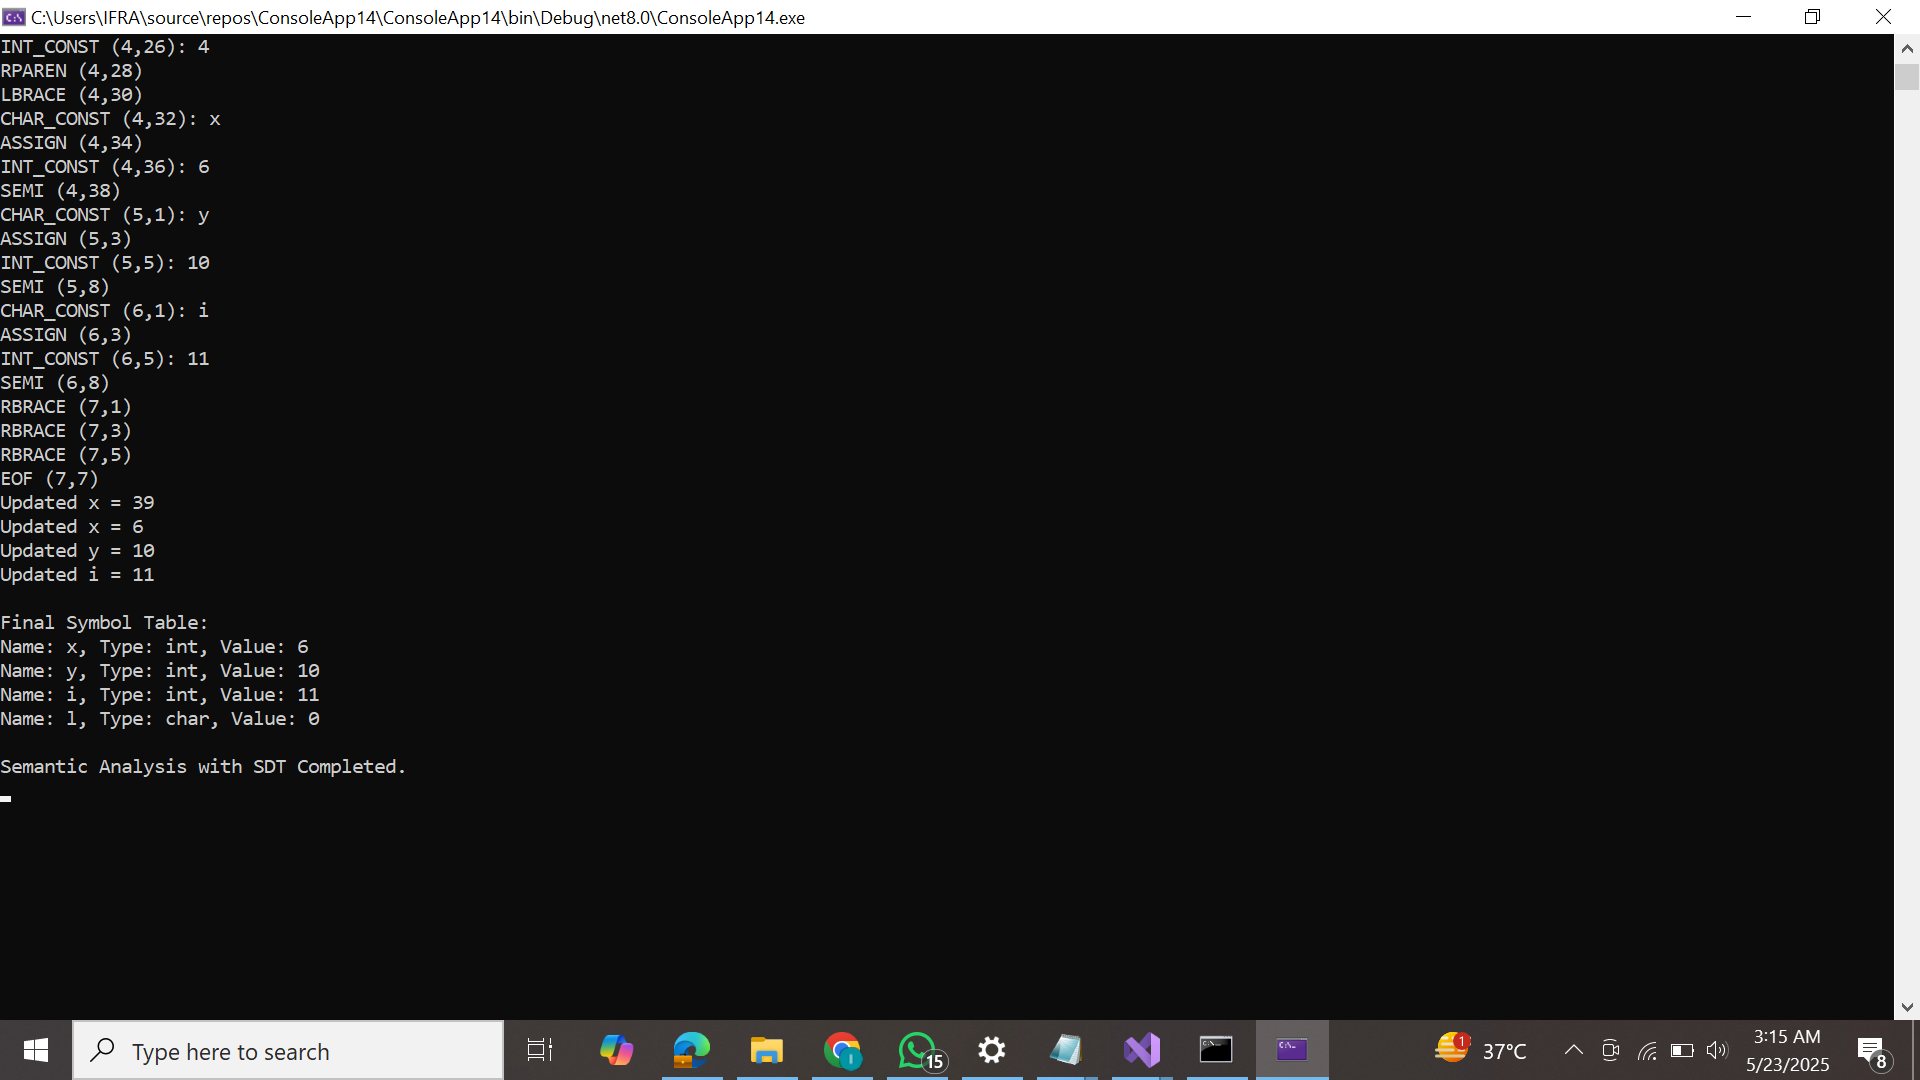 C:\Users\IFRA\source\repos\ConsoleApp14\ConsoleApp14\bin\Debug\net8.0\ConsoleApp14.exe
INT_CONST (4,26): 4
RPAREN (4,28)
LBRACE (4,30)
CHAR_CONST (4,32): x
ASSIGN (4,34)
INT_CONST (4,36): 6
SEMI (4,38)
CHAR_CONST (5,1): y
ASSIGN (5,3)
INT_CONST (5,5): 10
SEMI (5,8)
CHAR_CONST (6,1): i
ASSIGN (6,3)
INT_CONST (6,5): 11
SEMI (6,8)
RBRACE (7,1)
RBRACE (7,3)
RBRACE (7,5)
EOF (7,7)
Updated x = 39
Updated x = 6
Updated y = 10
Updated i = 11
Final Symbol Table:
Name: x, Type: int, Value: 6
Name: y, Type: int, Value: 10
Name: i, Type: int, Value: 11
Name: l, Type: char, Value: 0
Semantic Analysis with SDT Completed.
Type here to search
15
1
37°C
3:15 AM
5/23/2025
8